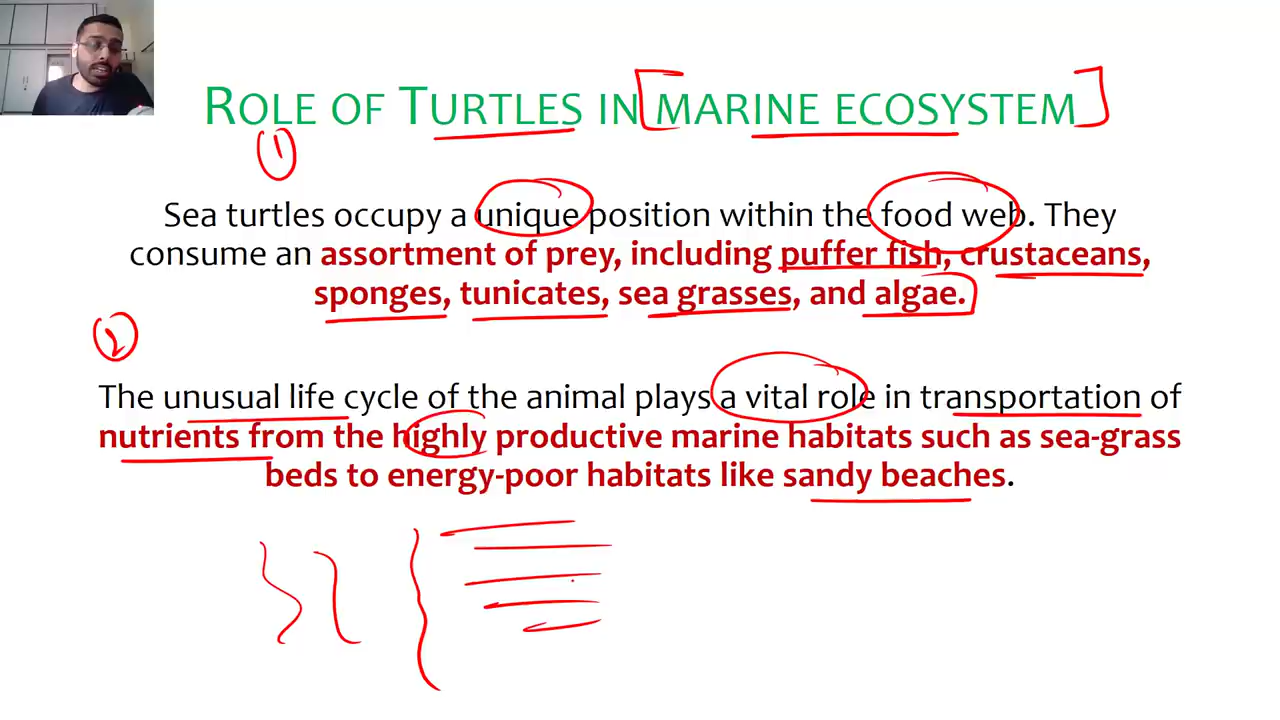 ROLE OF TURTLES IN MARINE ECOSYSTEM
1
Sea turtles occupy a unique position within the food web. They
consume an assortment of prey, including puffer fish, crustaceans,
sponges, tunicates, sea grasses, and algae.
2
The unusual life cycle of the animal plays a vital role in transportation of
nutrients from the highly productive marine habitats such as sea-grass
beds to energy-poor habitats like sandy beaches.